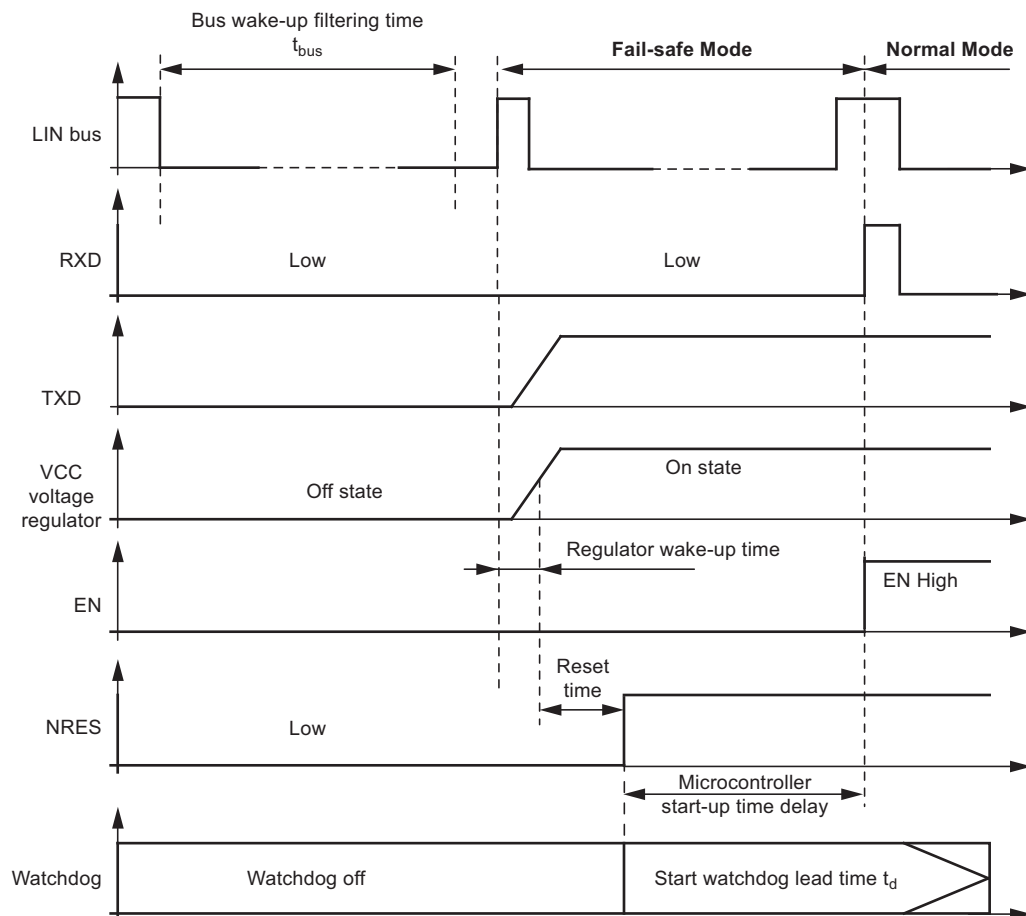 Bus wake-up filtering time
t_bus
Fail-safe Mode
Normal Mode
LIN bus
RXD
Low
Low
TXD
VCC
voltage
regulator
Off state
On state
Regulator wake-up time
EN
EN High
Reset
time
NRES
Low
Microcontroller
start-up time delay
Watchdog
Watchdog off
Start watchdog lead time t_d